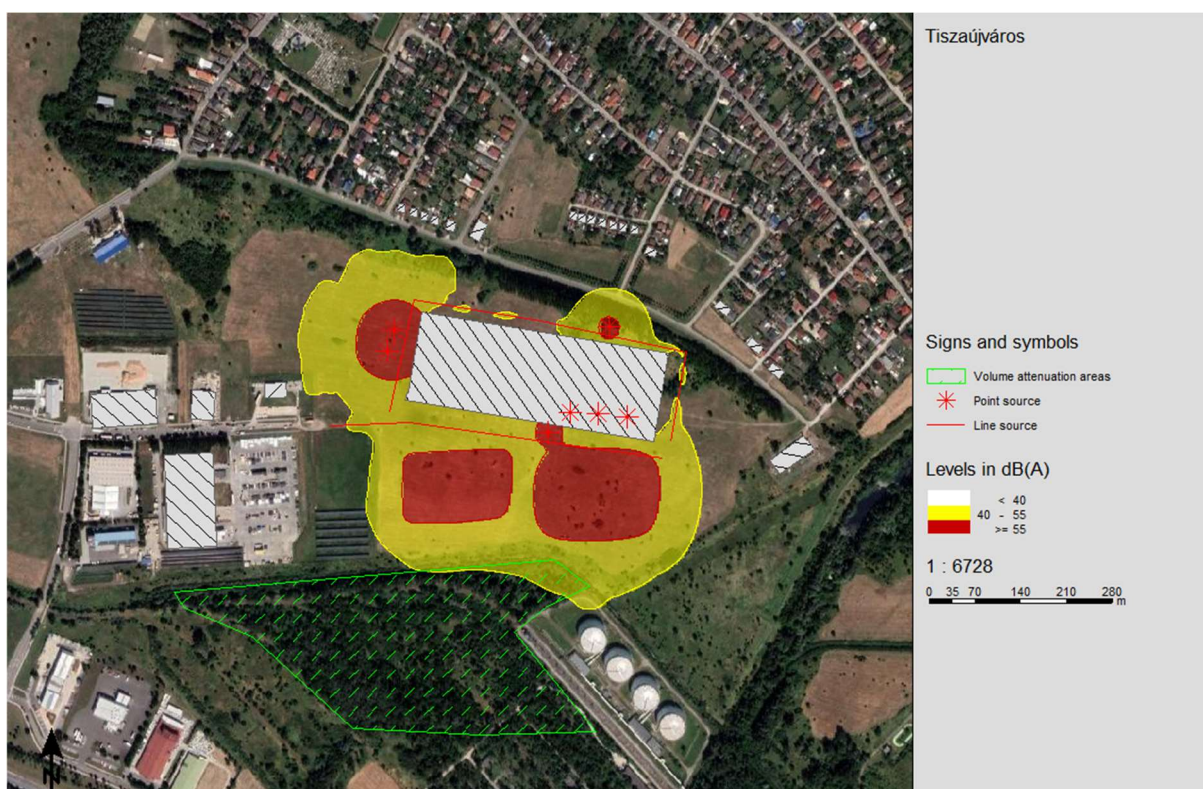 Tiszaújváros
Signs and symbols
Volume attenuation areas
Point source
Line source
Levels in dB(A)
< 40
40 - 55
>= 55
1 : 6728
0 35 70 140 210 280
m
N